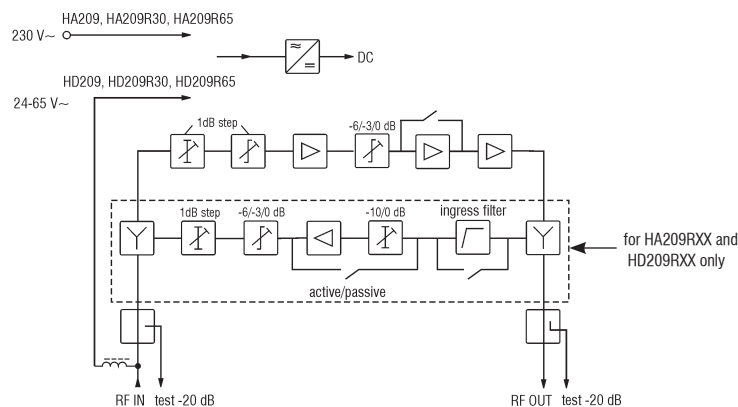 HA209, HA209R30, HA209R65
230 V~
DC
HD209, HD209R30, HD209R65
24-65 V~
1dB step
-6/-3/0 dB
1dB step
-6/-3/0 dB
-10/0 dB
ingress filter
for HA209RXX and
HD209RXX only
active/passive
RF IN
test -20 dB
RF OUT
test -20 dB